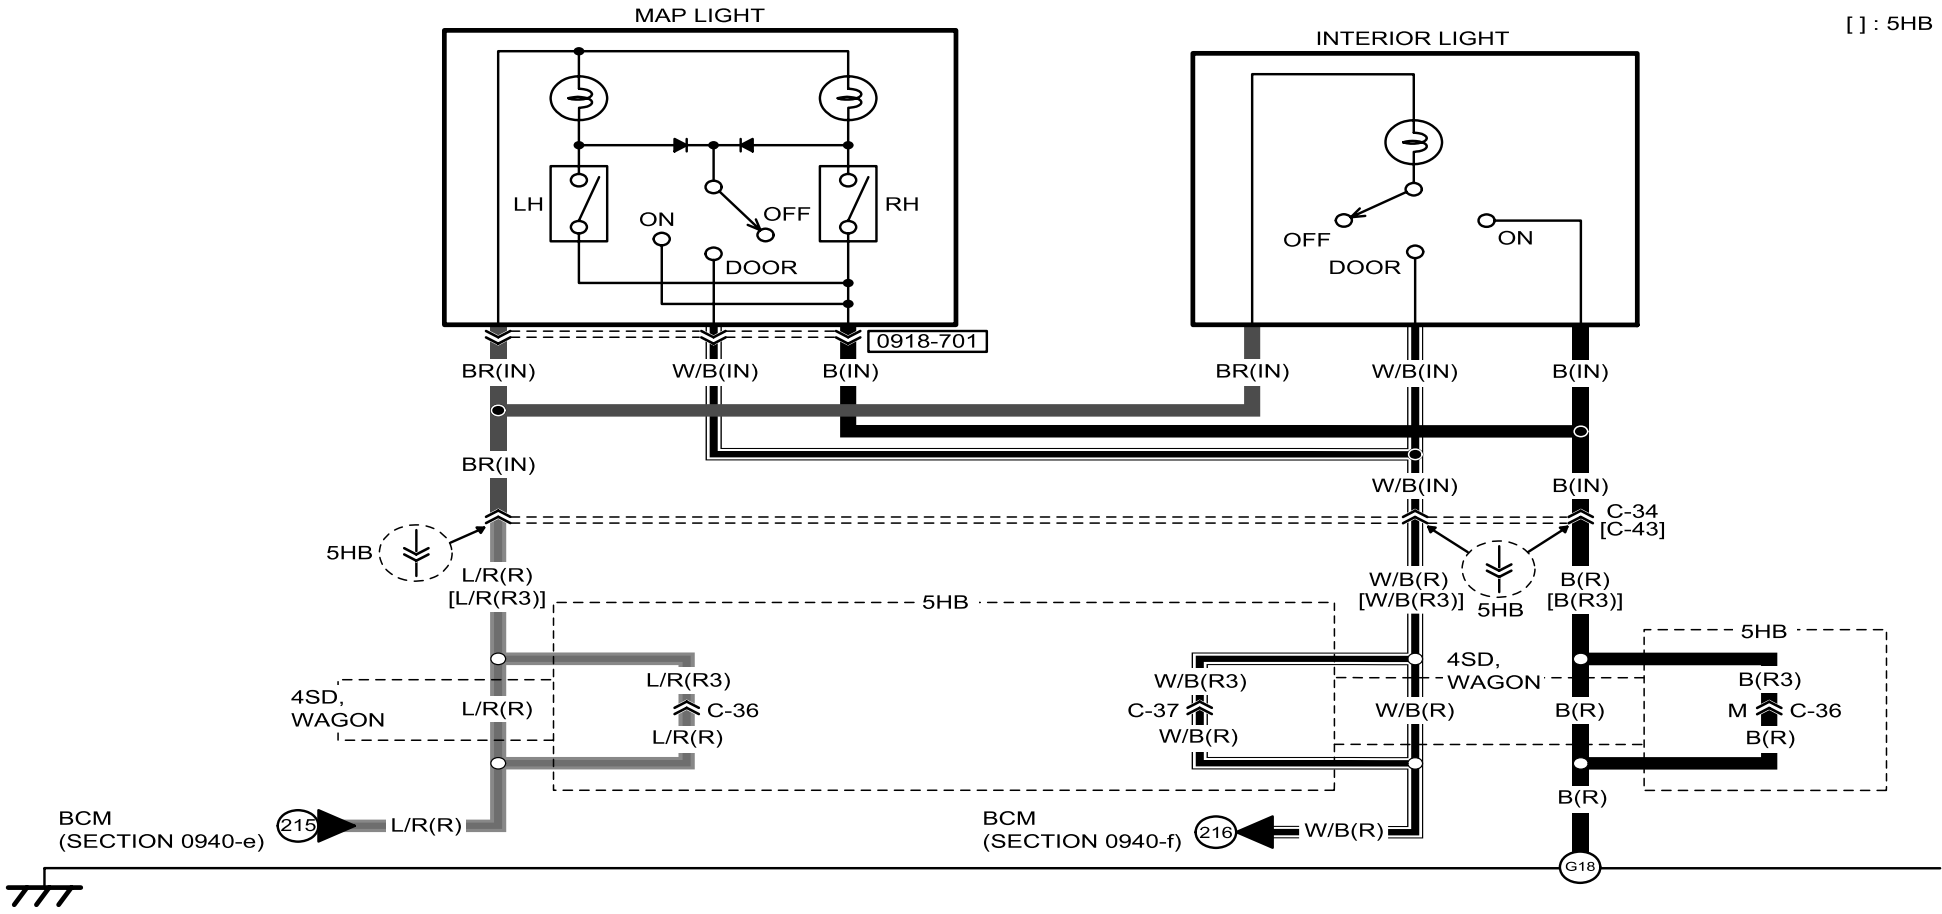 MAP LIGHT
INTERIOR LIGHT
[ ] : 5HB
LH
ON
OFF
RH
DOOR
OFF
ON
DOOR
0918-701
BR(IN)
W/B(IN)
B(IN)
BR(IN)
W/B(IN)
B(IN)
BR(IN)
W/B(IN)
B(IN)
C-34
[C-43]
5HB
L/R(R)
[L/R(R3)]
W/B(R)
[W/B(R3)]
5HB
B(R)
[B(R3)]
5HB
5HB
4SD,
WAGON
L/R(R3)
L/R(R)
C-36
L/R(R)
W/B(R3)
C-37
W/B(R)
W/B(R)
4SD,
WAGON
B(R3)
B(R)
M
C-36
B(R)
B(R)
BCM
(SECTION 0940-e)
215
L/R(R)
BCM
(SECTION 0940-f)
216
W/B(R)
G18